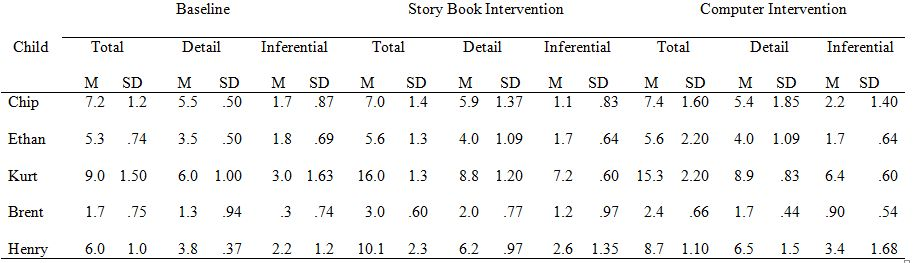 Baseline Story Book Intervention Computer Intervention
Child Total Detail Inferential Total Detail Inferential Total Detail Inferential
M SD M SD M SD M SD M SD M SD M SD M SD M SD
Chip 7.2 1.2 5.5 .50 1.7 .87 7.0 1.4 5.9 1.37 1.1 .83 7.4 1.60 5.4 1.85 2.2 1.40
Ethan 5.3 .74 3.5 .50 1.8 .69 5.6 1.3 4.0 1.09 1.7 .64 5.6 2.20 4.0 1.09 1.7 .64
Kurt 9.0 1.50 6.0 1.00 3.0 1.63 16.0 1.3 8.8 1.20 7.2 .60 15.3 2.20 8.9 .83 6.4 .60
Brent 1.7 .75 1.3 .94 .3 .74 3.0 .60 2.0 .77 1.2 .97 2.4 .66 1.7 .44 .90 .54
Henry 6.0 1.0 3.8 .37 2.2 1.2 10.1 2.3 6.2 .97 2.6 1.35 8.7 1.10 6.5 1.5 3.4 1.68